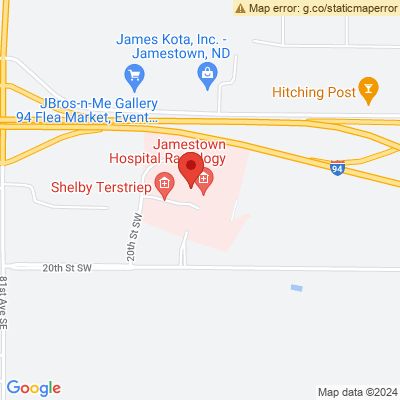 Map error: g.co/staticmaperror
James Kota, Inc. -
Jamestown, ND
JBros-n-Me Gallery
94 Flea Market, Event...
Hitching Post
Jamestown
Hospital Radiology
Shelby Terstriep
94
20th St SW
20th St SW
81st Ave SE
Google
Map data ©2024